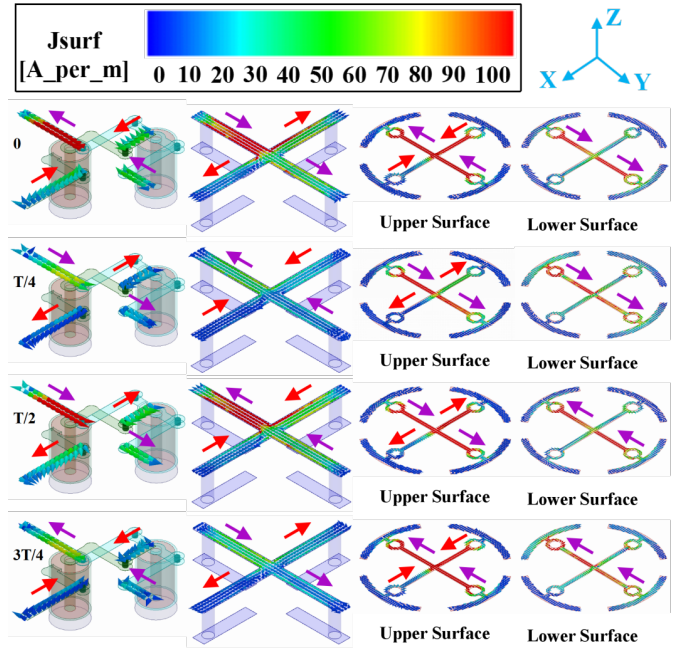 Jsurf
[A_per_m]
0 10 20 30 40 50 60 70 80 90 100
Z
X
Y
0
Upper Surface
Lower Surface
T/4
Upper Surface
Lower Surface
T/2
Upper Surface
Lower Surface
3T/4
Upper Surface
Lower Surface